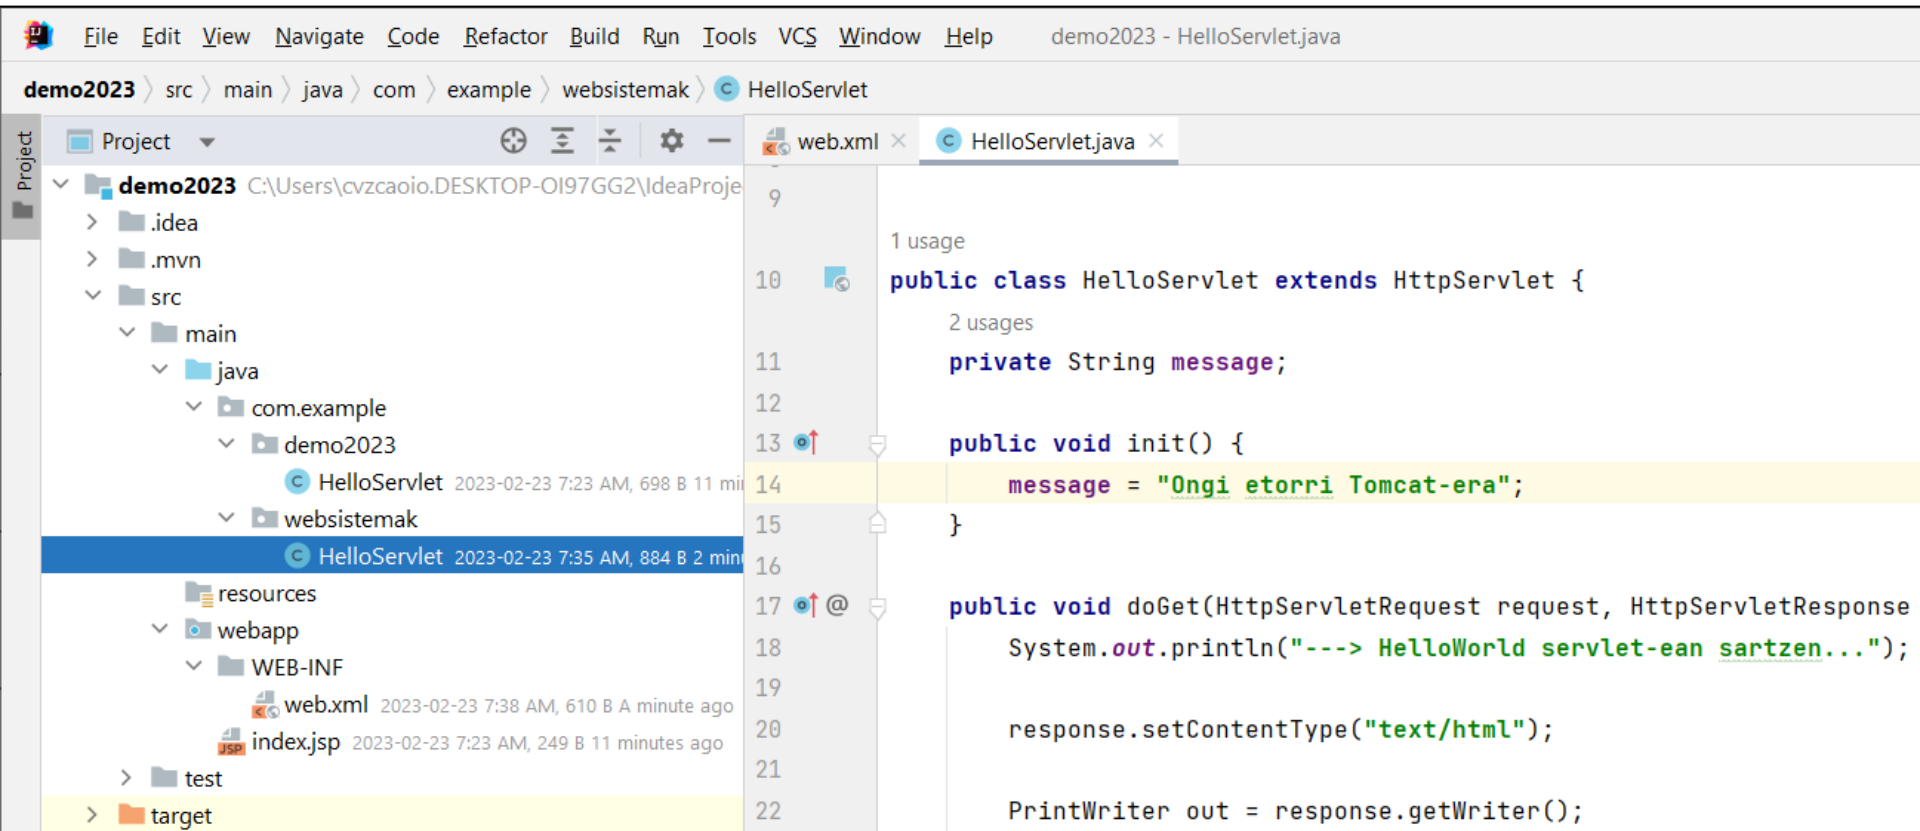 File Edit View Navigate Code Refactor Build Run Tools VCS Window Help demo2023 - HelloServlet.java
demo2023 src main java com example websistemak C HelloServlet
Project
Project
web.xml
C HelloServlet.java
demo2023 C:\Users\cvzcaoio.DESKTOP-OI97GG2\IdeaProje
.idea
.mvn
src
main
java
com.example
demo2023
C HelloServlet 2023-02-23 7:23 AM, 698 B 11 mi
websistemak
C HelloServlet 2023-02-23 7:35 AM, 884 B 2 min
resources
webapp
WEB-INF
web.xml 2023-02-23 7:38 AM, 610 B A minute ago
JSP index.jsp 2023-02-23 7:23 AM, 249 B 11 minutes ago
test
target
9
1 usage
10 public class HelloServlet extends HttpServlet {
2 usages
11 private String message;
12
13 public void init() {
14 message = "Ongi etorri Tomcat-era";
15 }
16
17 @ public void doGet(HttpServletRequest request, HttpServletResponse
18 System.out.println("---> HelloWorld servlet-ean sartzen...");
19
20 response.setContentType("text/html");
21
22 PrintWriter out = response.getWriter();